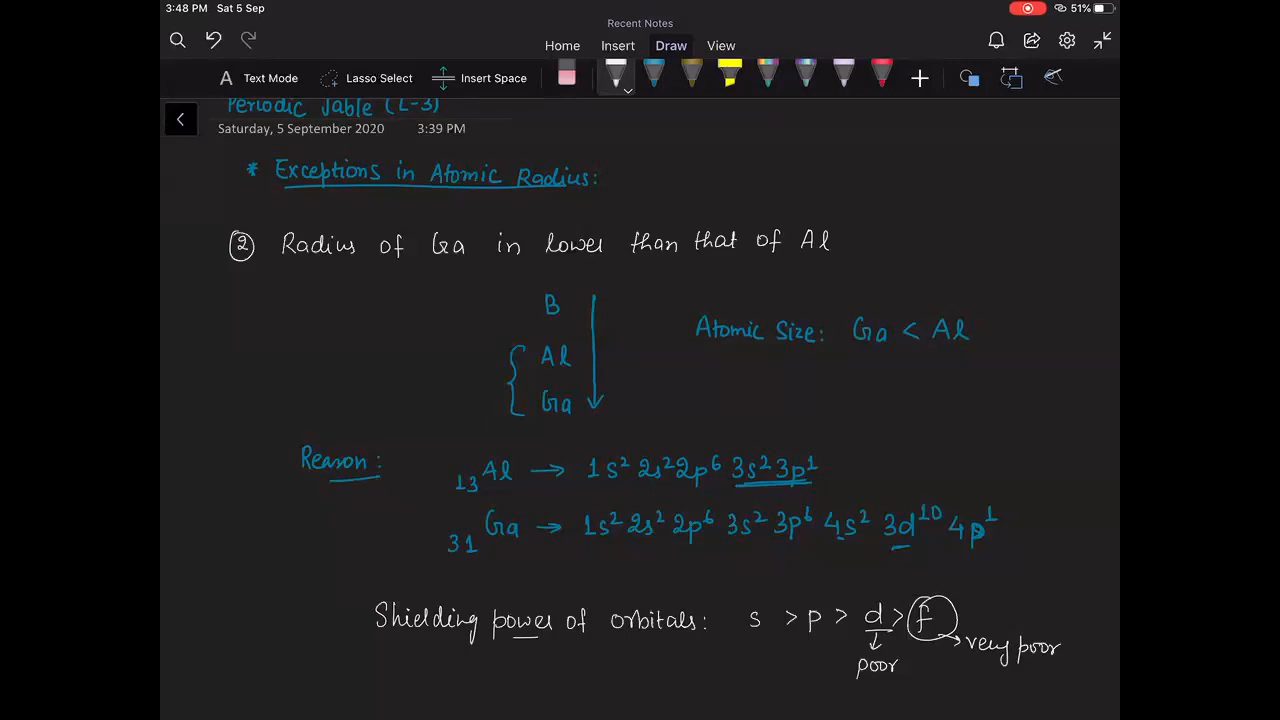 3:48 PM Sat 5 Sep
51%
Recent Notes
Home Insert Draw View
Text Mode Lasso Select Insert Space
Periodic Table (L-3)
Saturday, 5 September 2020 3:39 PM
* Exceptions in Atomic Radius:
② Radius of Ga in lower than that of Al
B
Al
Ga
Atomic Size: Ga < Al
Reason:
₁₃Al → 1s² 2s² 2p⁶ 3s² 3p¹
₃₁Ga → 1s² 2s² 2p⁶ 3s² 3p⁶ 4s² 3d¹⁰ 4p¹
Shielding power of orbitals: s > p > d > f
→ very poor
↓
poor